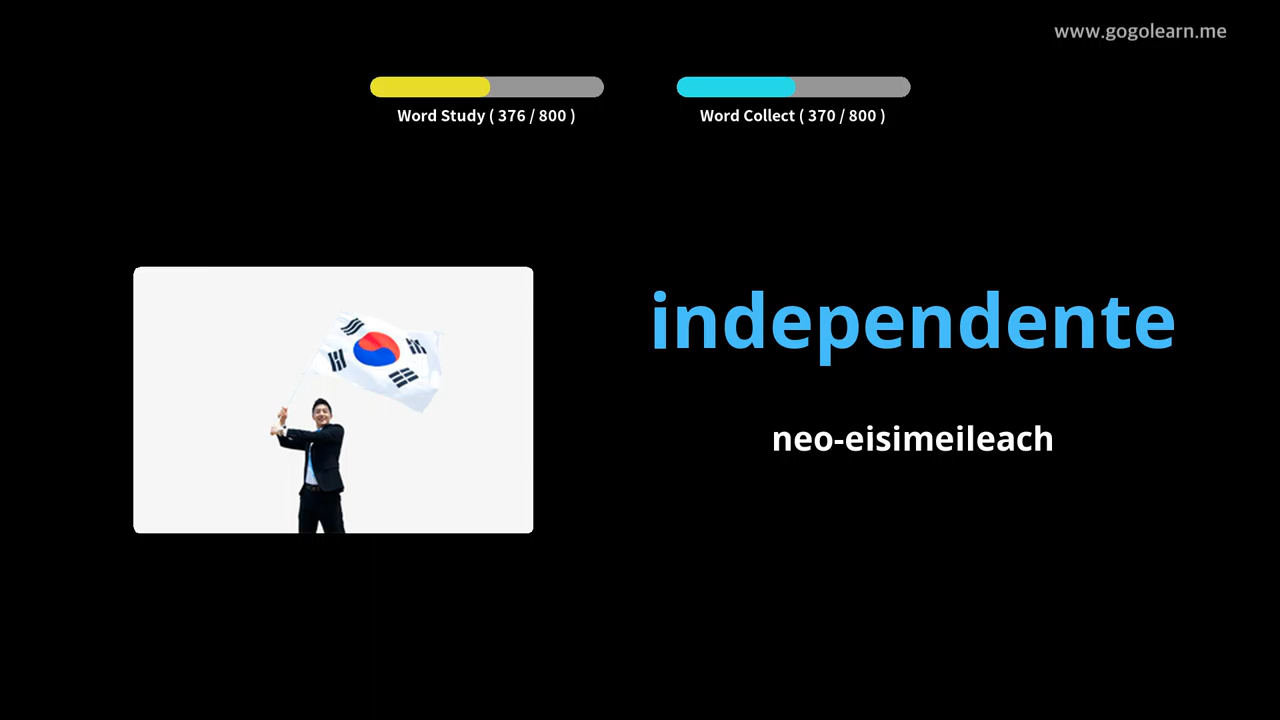 www.gogolearn.me
Word Study ( 376 / 800 )
Word Collect ( 370 / 800 )
independente
neo-eisimeileach